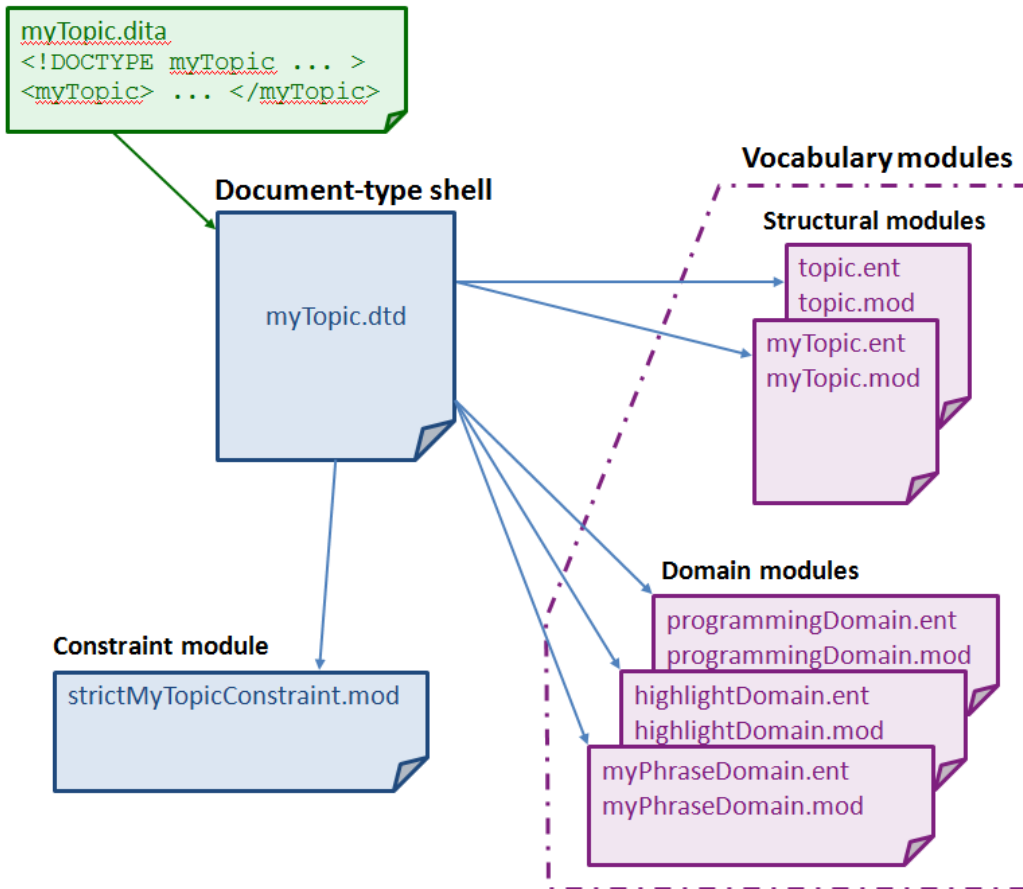 myTopic.dita
<!DOCTYPE myTopic ... >
<myTopic> ... </myTopic>
Document-type shell
myTopic.dtd
Vocabulary modules
Structural modules
topic.ent
topic.mod
myTopic.ent
myTopic.mod
Domain modules
programmingDomain.ent
programmingDomain.mod
highlightDomain.ent
highlightDomain.mod
myPhraseDomain.ent
myPhraseDomain.mod
Constraint module
strictMyTopicConstraint.mod